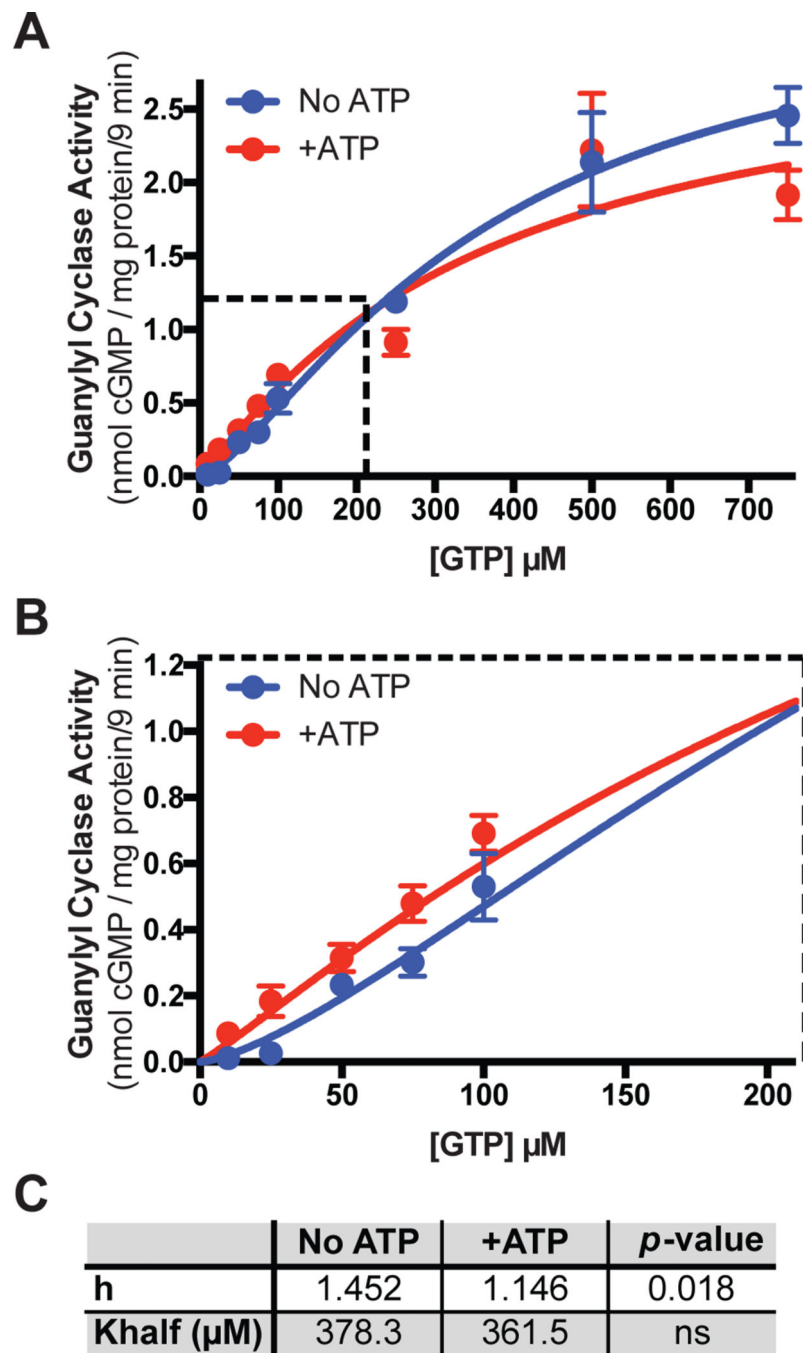 A
Guanylyl Cyclase Activity
(nmol cGMP / mg protein/9 min)
No ATP
+ATP
2.5
2.0
1.5
1.0
0.5
0.0
0 100 200 300 400 500 600 700
[GTP] µM
B
Guanylyl Cyclase Activity
(nmol cGMP / mg protein/9 min)
No ATP
+ATP
1.2
1.0
0.8
0.6
0.4
0.2
0.0
0 50 100 150 200
[GTP] µM
C
No ATP +ATP p-value
h 1.452 1.146 0.018
Khalf (µM) 378.3 361.5 ns